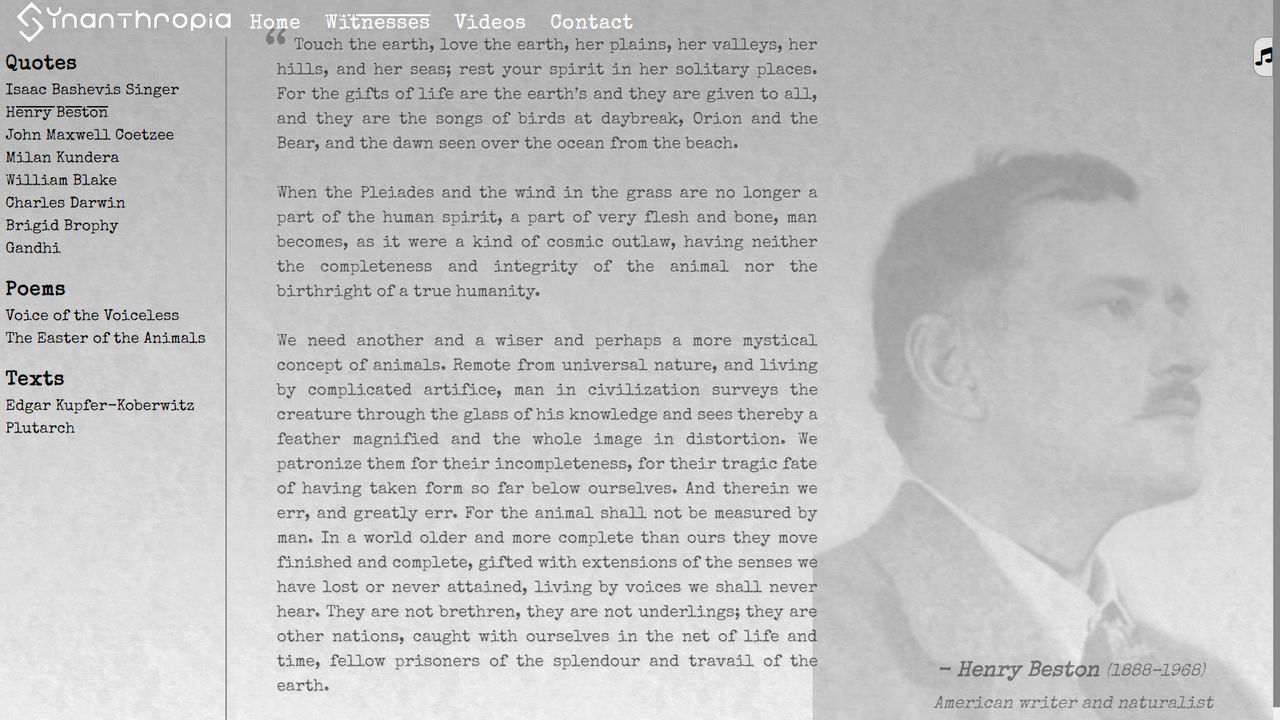 Synanthropia Home Witnesses Videos Contact
Quotes
Isaac Bashevis Singer
Henry Beston
John Maxwell Coetzee
Milan Kundera
William Blake
Charles Darwin
Brigid Brophy
Gandhi
Poems
Voice of the Voiceless
The Easter of the Animals
Texts
Edgar Kupfer-Koberwitz
Plutarch
“ Touch the earth, love the earth, her plains, her valleys, her
hills, and her seas; rest your spirit in her solitary places.
For the gifts of life are the earth's and they are given to all,
and they are the songs of birds at daybreak, Orion and the
Bear, and the dawn seen over the ocean from the beach.
When the Pleiades and the wind in the grass are no longer a
part of the human spirit, a part of very flesh and bone, man
becomes, as it were a kind of cosmic outlaw, having neither
the completeness and integrity of the animal nor the
birthright of a true humanity.
We need another and a wiser and perhaps a more mystical
concept of animals. Remote from universal nature, and living
by complicated artifice, man in civilization surveys the
creature through the glass of his knowledge and sees thereby a
feather magnified and the whole image in distortion. We
patronize them for their incompleteness, for their tragic fate
of having taken form so far below ourselves. And therein we
err, and greatly err. For the animal shall not be measured by
man. In a world older and more complete than ours they move
finished and complete, gifted with extensions of the senses we
have lost or never attained, living by voices we shall never
hear. They are not brethren, they are not underlings; they are
other nations, caught with ourselves in the net of life and
time, fellow prisoners of the splendour and travail of the
earth.
– Henry Beston (1888-1968)
American writer and naturalist